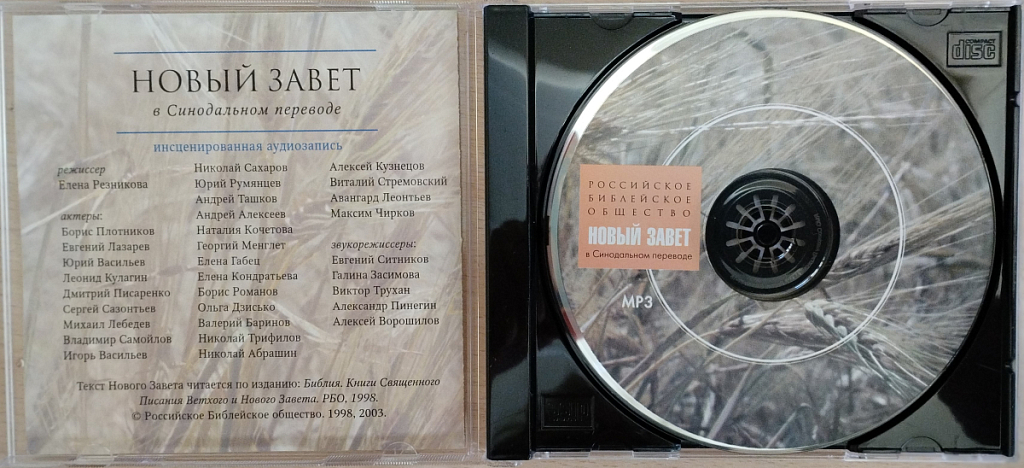 НОВЫЙ ЗАВЕТ
в Синодальном переводе
инсценированная аудиозапись
режиссер
Елена Резникова
актеры:
Борис Плотников
Евгений Лазарев
Юрий Васильев
Леонид Кулагин
Дмитрий Писаренко
Сергей Сазонтьев
Михаил Лебедев
Владимир Самойлов
Игорь Васильев
Николай Сахаров
Юрий Румянцев
Андрей Ташков
Андрей Алексеев
Наталия Кочетова
Георгий Менглет
Елена Габец
Елена Кондратьева
Борис Романов
Ольга Дзисько
Валерий Баринов
Николай Трифилов
Николай Абрашин
Алексей Кузнецов
Виталий Стремовский
Авангард Леонтьев
Максим Чирков
звукорежиссеры:
Евгений Ситников
Галина Засимова
Виктор Трухан
Александр Пинегин
Алексей Ворошилов
Текст Нового Завета читается по изданию: Библия. Книги Священного
Писания Ветхого и Нового Завета. РБО, 1998.
© Российское Библейское общество. 1998, 2003.
РОССИЙСКОЕ
БИБЛЕЙСКОЕ
ОБЩЕСТВО
НОВЫЙ ЗАВЕТ
в Синодальном переводе
MP3
COMPACT
disc